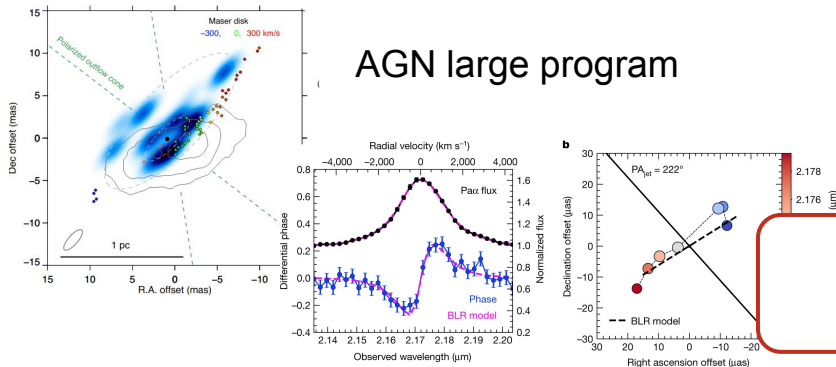 AGN large program
Maser disk
−300, 0, 300 km/s
Polarized outflow cone
15
10
5
0
−5
−10
−15
Dec offset (mas)
1 pc
15
10
5
0
−5
−10
R.A. offset (mas)
(
Radial velocity (km s⁻¹)
−4,000
−2,000
0
2,000
4,000
0.8
0.6
0.4
0.2
0.0
−0.2
−0.4
Differential phase
Paα flux
Phase
BLR model
1.6
1.4
1.2
1.0
0.8
0.6
0.4
0.2
Normalized flux
2.14
2.15
2.16
2.17
2.18
2.19
2.20
Observed wavelength (μm)
b
30
20
10
0
−10
−20
−30
Declination offset (μas)
PAjet = 222°
BLR model
30
20
10
0
−10
−20
Right ascension offset (μas)
2.178
2.176
(μm)